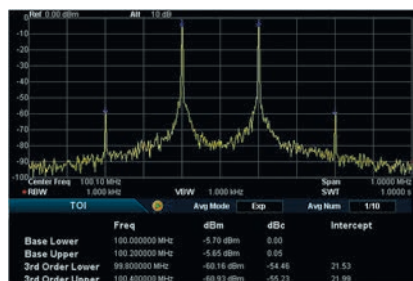 Ref 0.00 dBm Att 10 dB
0
-10
-20
-30
-40
-50
-60
-70
-80
-90
-100
Center Freq 100.10 MHz Span 1.0000 MHz
RBW 1.000 kHz VBW 1.000 kHz SWT 1.0000 s
TOI Avg Mode Exp Avg Num 1/10
Freq dBm dBc Intercept
Base Lower 100.000000 MHz -5.70 dBm 0.00
Base Upper 100.200000 MHz -5.65 dBm 0.05
3rd Order Lower 99.800000 MHz -60.16 dBm -54.46 21.53
3rd Order Upper 100.400000 MHz -60.93 dBm -55.23 21.99